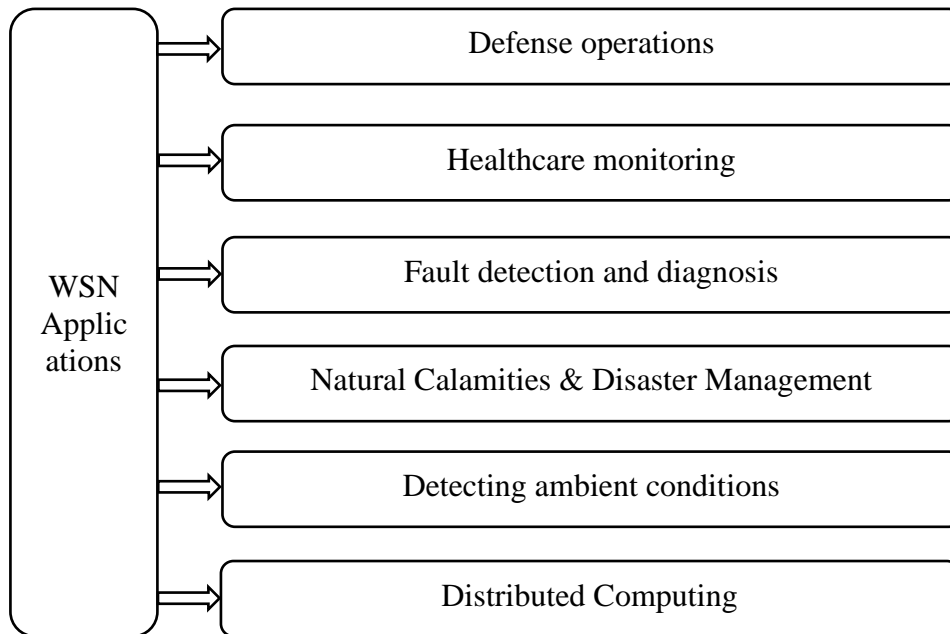 WSN
Applic
ations
Defense operations
Healthcare monitoring
Fault detection and diagnosis
Natural Calamities & Disaster Management
Detecting ambient conditions
Distributed Computing